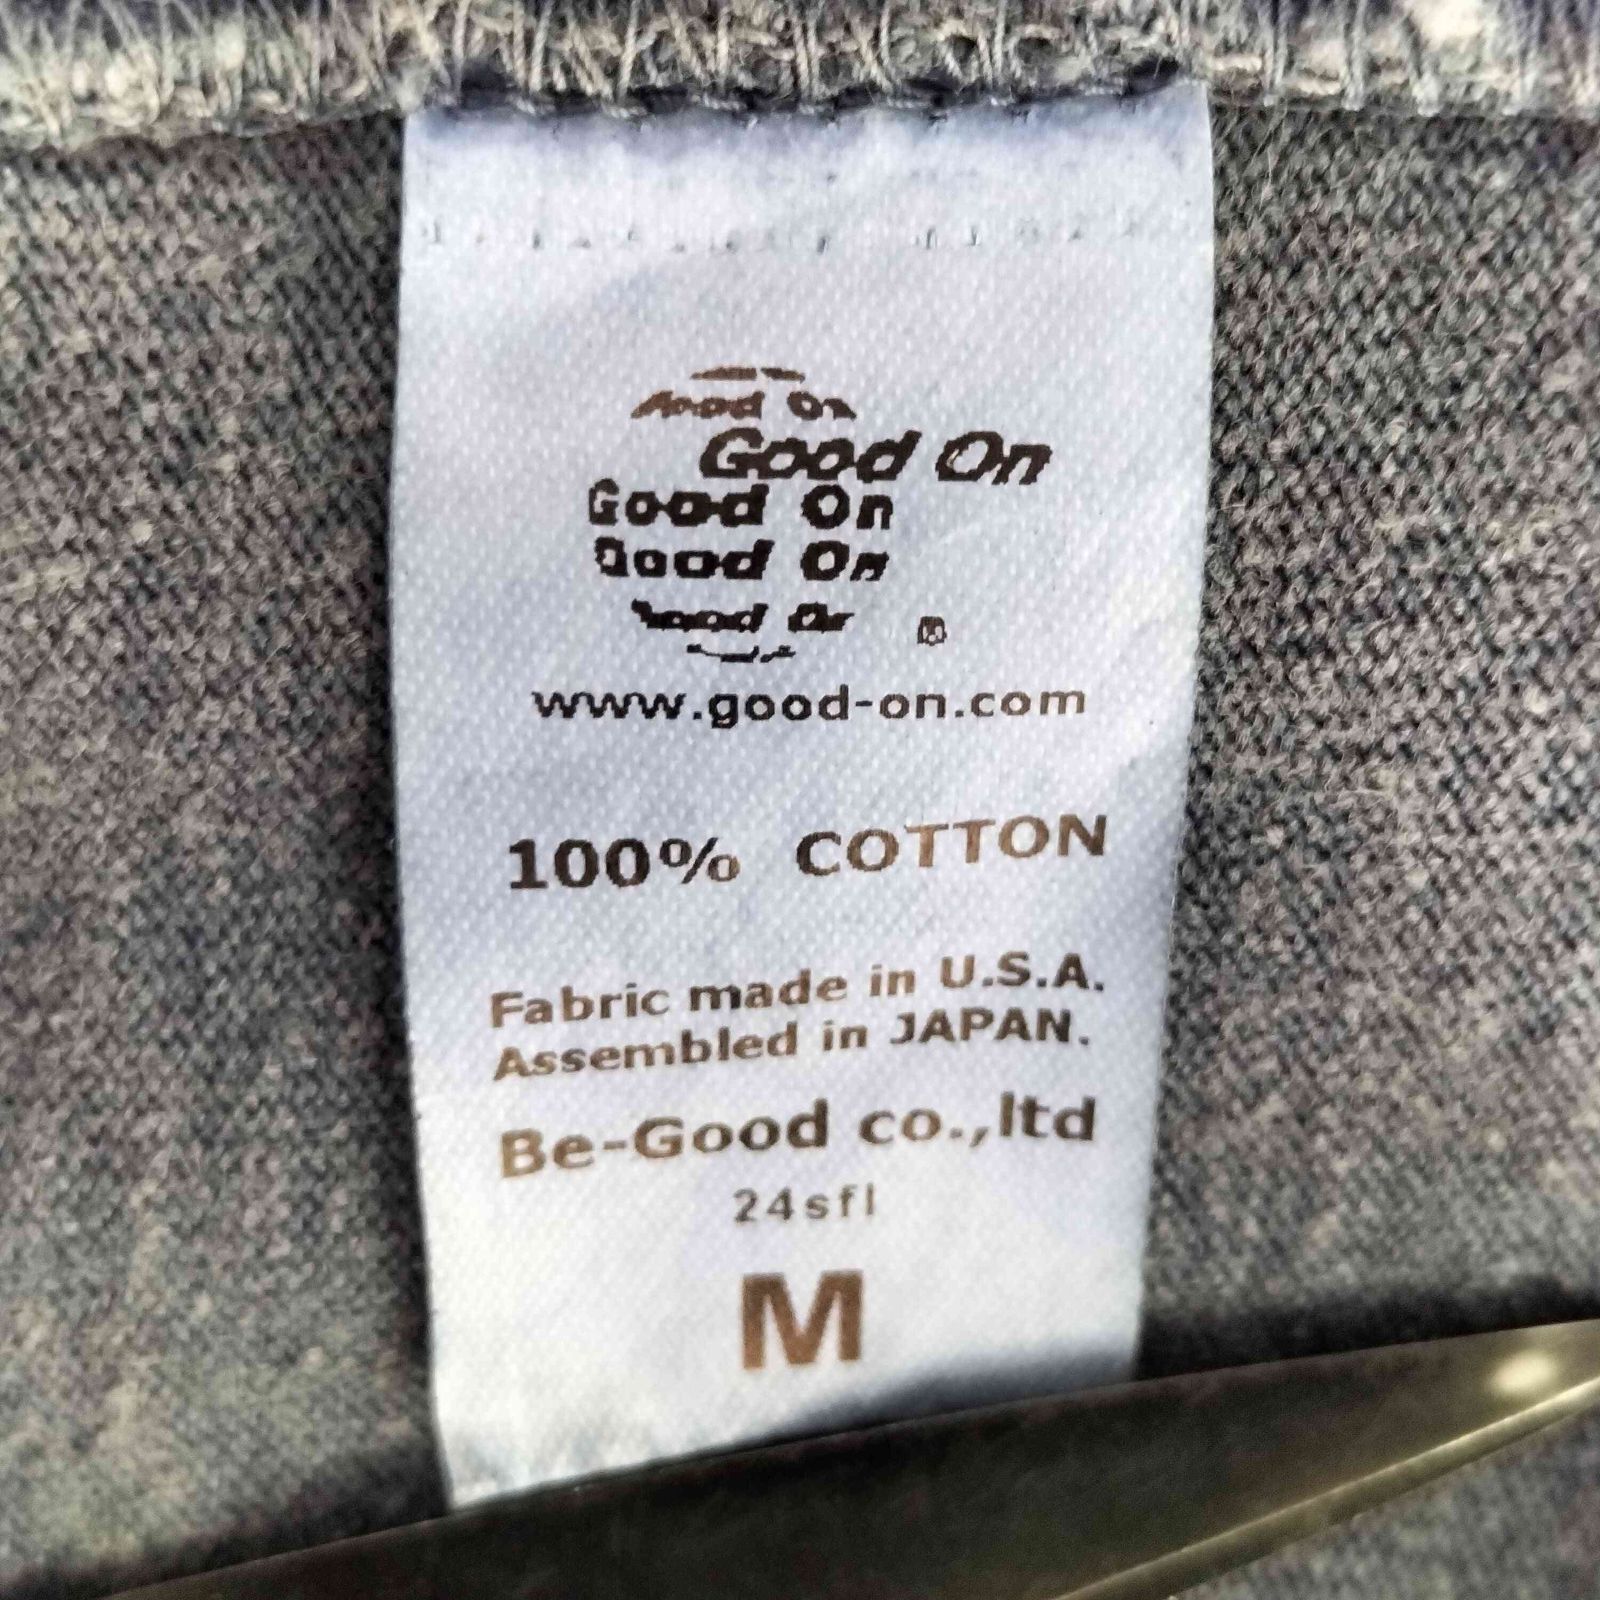 Good On
Good On
Good On
Good On
www.good-on.com
100% COTTON
Fabric made in U.S.A.
Assembled in JAPAN.
Be-Good co.,ltd
24sfl
M